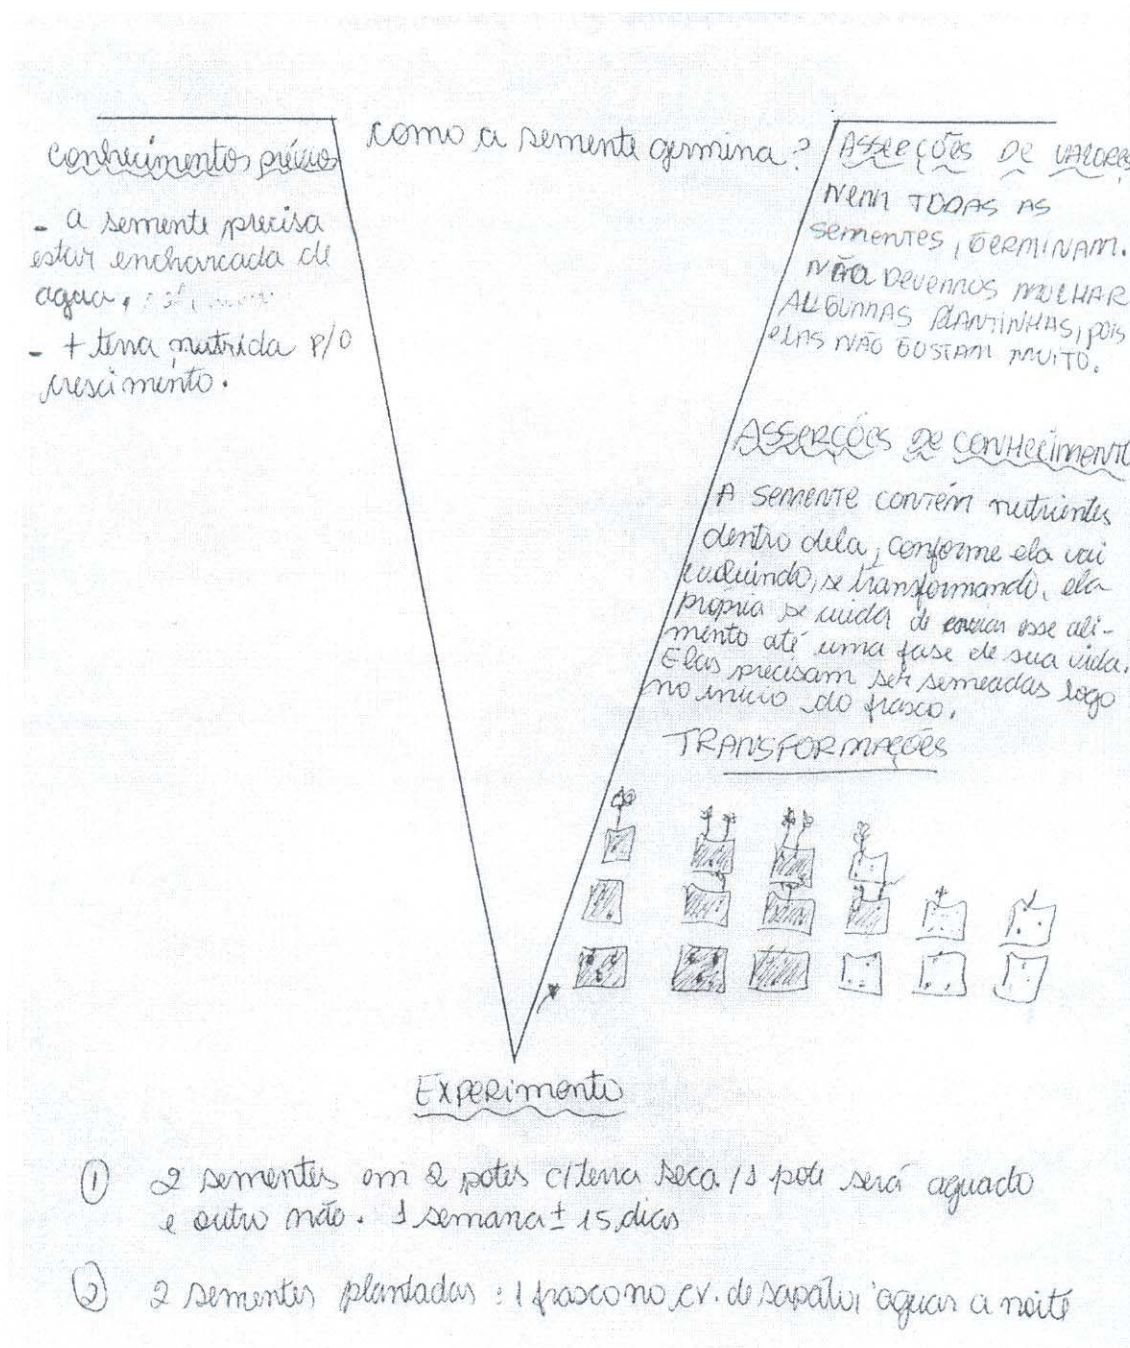 como a semente germina?
conhecimentos prévios
- a semente precisa
estar encharcada de
agua,
- + terra nutrida p/o
crescimento.
ASSERÇÕES DE VALORES
NEM TODAS AS
SEMENTES, GERMINAM.
NÃO DEVEMOS MOLHAR
ALGUMAS PLANTINHAS, POIS
ELAS NÃO GOSTAM MUITO.
ASSERÇÕES DE CONHECIMENTO
A SEMENTE CONTÉM nutrientes
dentro dela, conforme ela vai
evoluindo, se transformando, ela
própria se cuida de enviar esse ali-
mento até uma fase de sua vida.
Elas precisam ser semeadas logo
no início do frasco.
TRANSFORMAÇÕES
Experimento
① 2 sementes em 2 potes c/terra seca / 1 pote será aguado
e outro não. 1 semana ± 15 dias
② 2 sementes plantadas : 1 frasco no cv. de aguar a noite